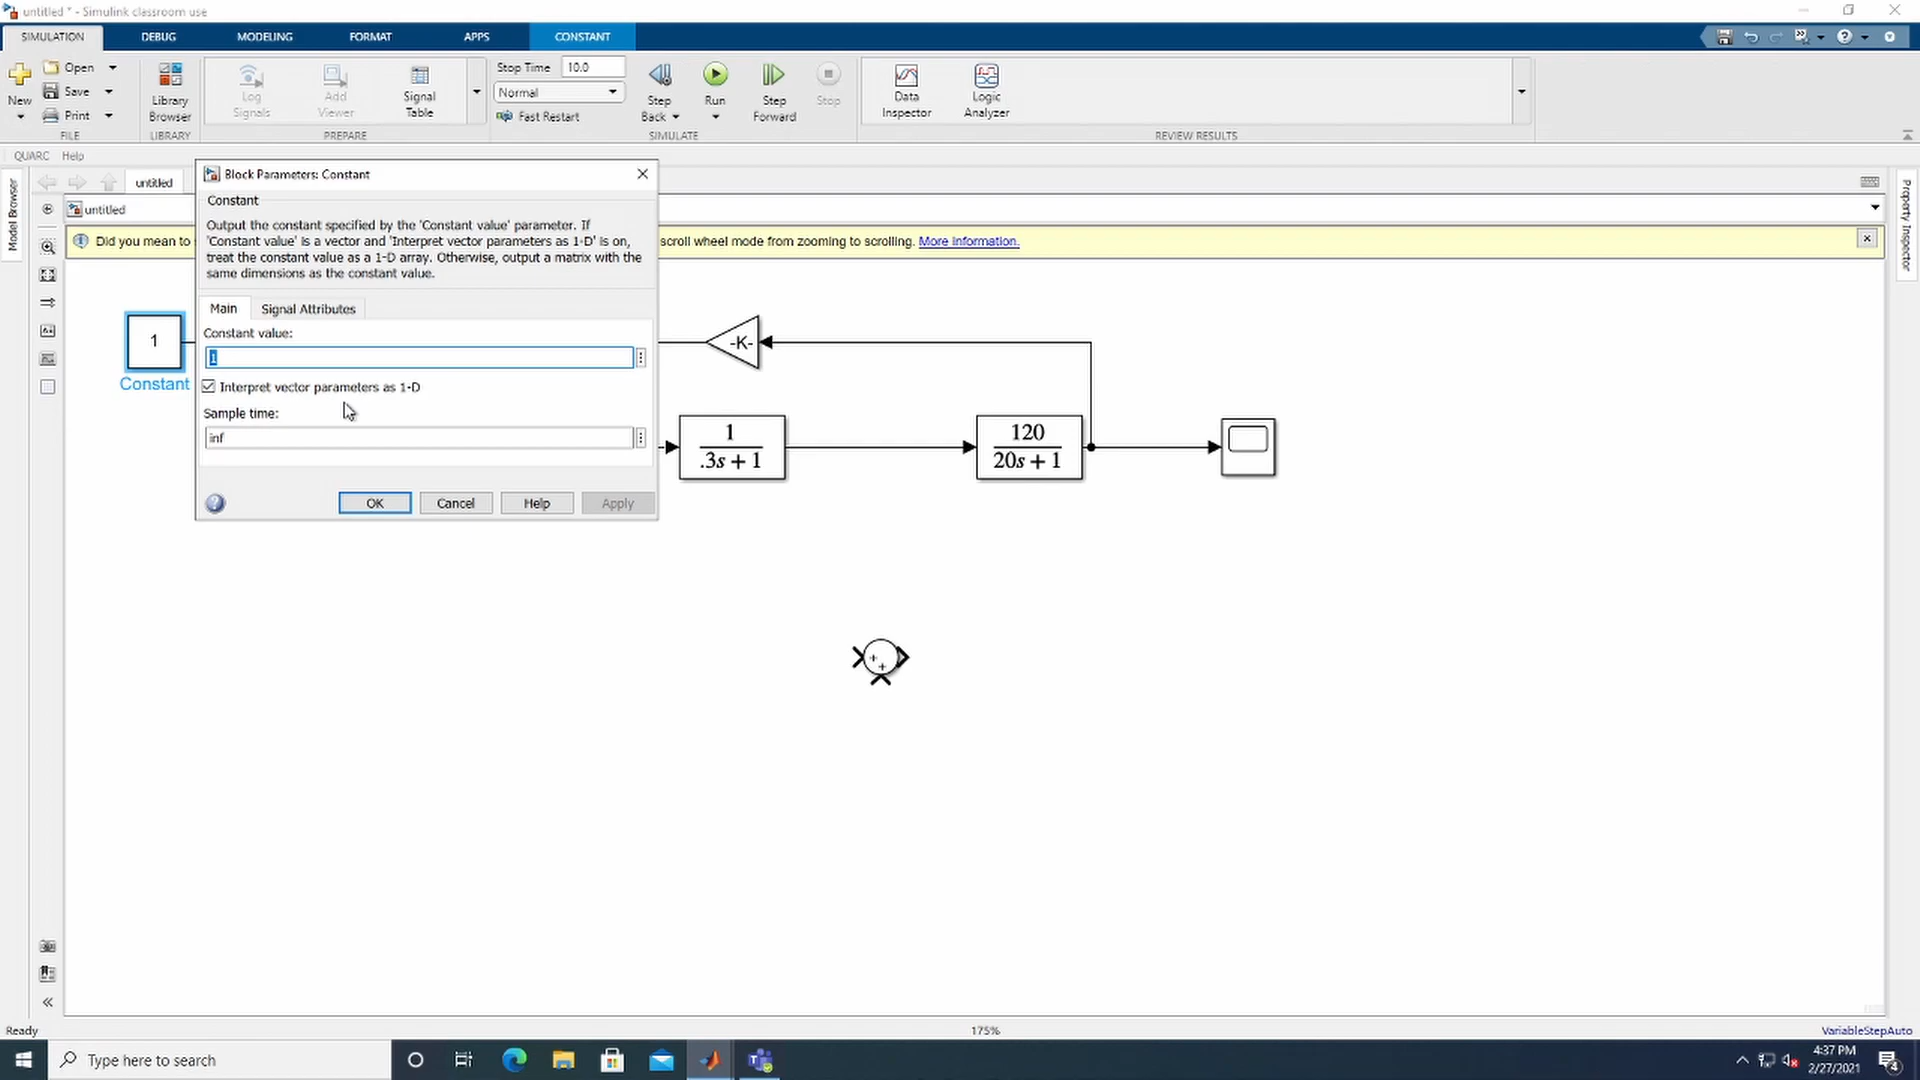 untitled * - Simulink classroom use
SIMULATION DEBUG MODELING FORMAT APPS CONSTANT
New
Open
Save
Print
FILE
Library
Browser
LIBRARY
Log
Signals
Add
Viewer
Signal
Table
PREPARE
Stop Time 10.0
Normal
Fast Restart
Step
Back
Run
Step
Forward
Stop
SIMULATE
Data
Inspector
Logic
Analyzer
REVIEW RESULTS
QUARC Help
Model Browser
untitled
untitled
Property Inspector
Did you mean to
scroll wheel mode from zooming to scrolling. More information.
Block Parameters: Constant
Constant
Output the constant specified by the 'Constant value' parameter. If
'Constant value' is a vector and 'Interpret vector parameters as 1-D' is on,
treat the constant value as a 1-D array. Otherwise, output a matrix with the
same dimensions as the constant value.
Main Signal Attributes
Constant value:
1
Interpret vector parameters as 1-D
Sample time:
inf
OK Cancel Help Apply
1
Constant
-K-
1
.3s + 1
120
20s + 1
+
+
Ready
175%
VariableStepAuto
Type here to search
4:37 PM
2/27/2021
4